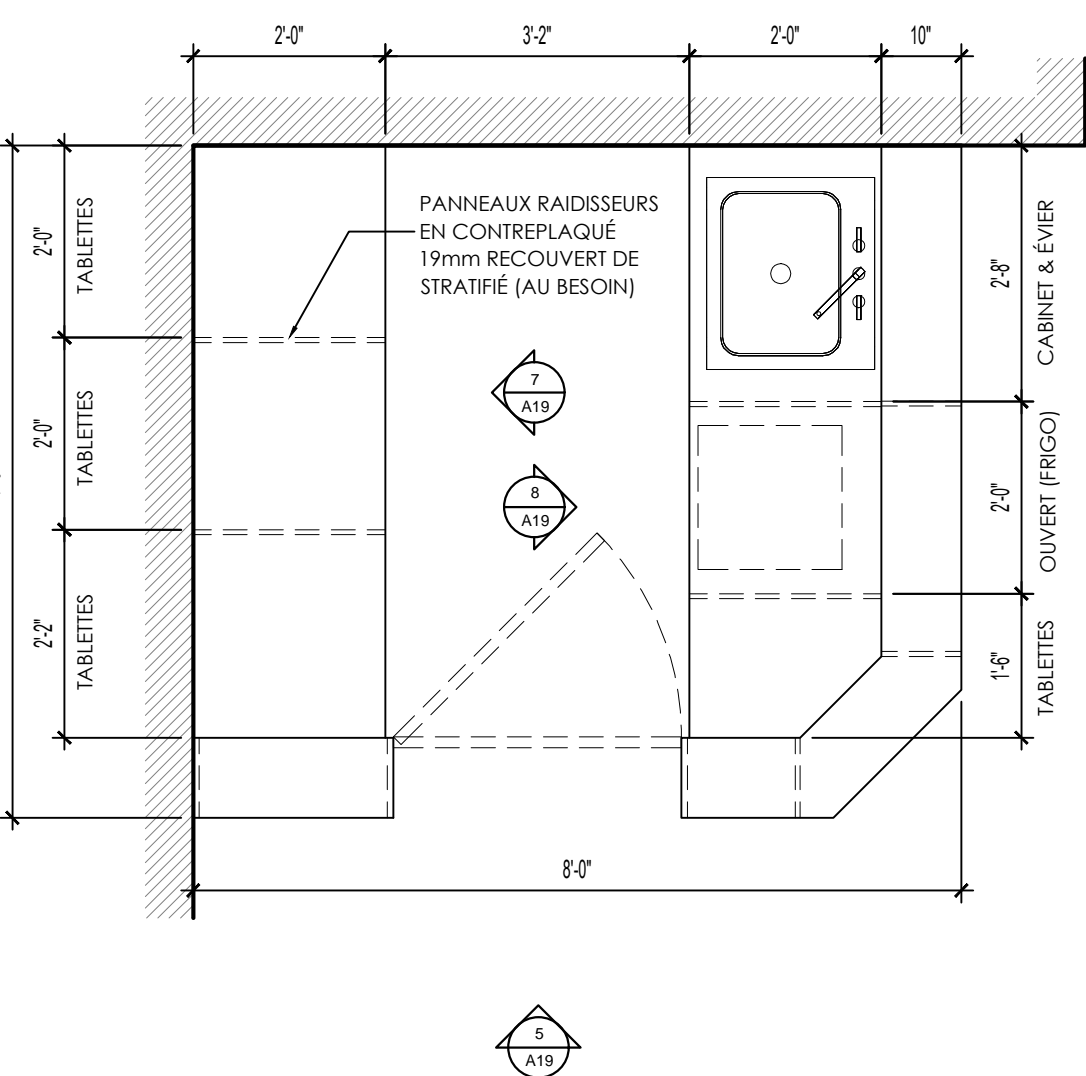 2'-0"
3'-2"
2'-0"
10"
2'-0"
TABLETTES
2'-0"
TABLETTES
2'-2"
TABLETTES
PANNEAUX RAIDISSEURS
EN CONTREPLAQUÉ
19mm RECOUVERT DE
STRATIFIÉ (AU BESOIN)
7
A19
8
A19
2'-8"
CABINET & ÉVIER
2'-0"
OUVERT (FRIGO)
1'-6"
TABLETTES
8'-0"
5
A19